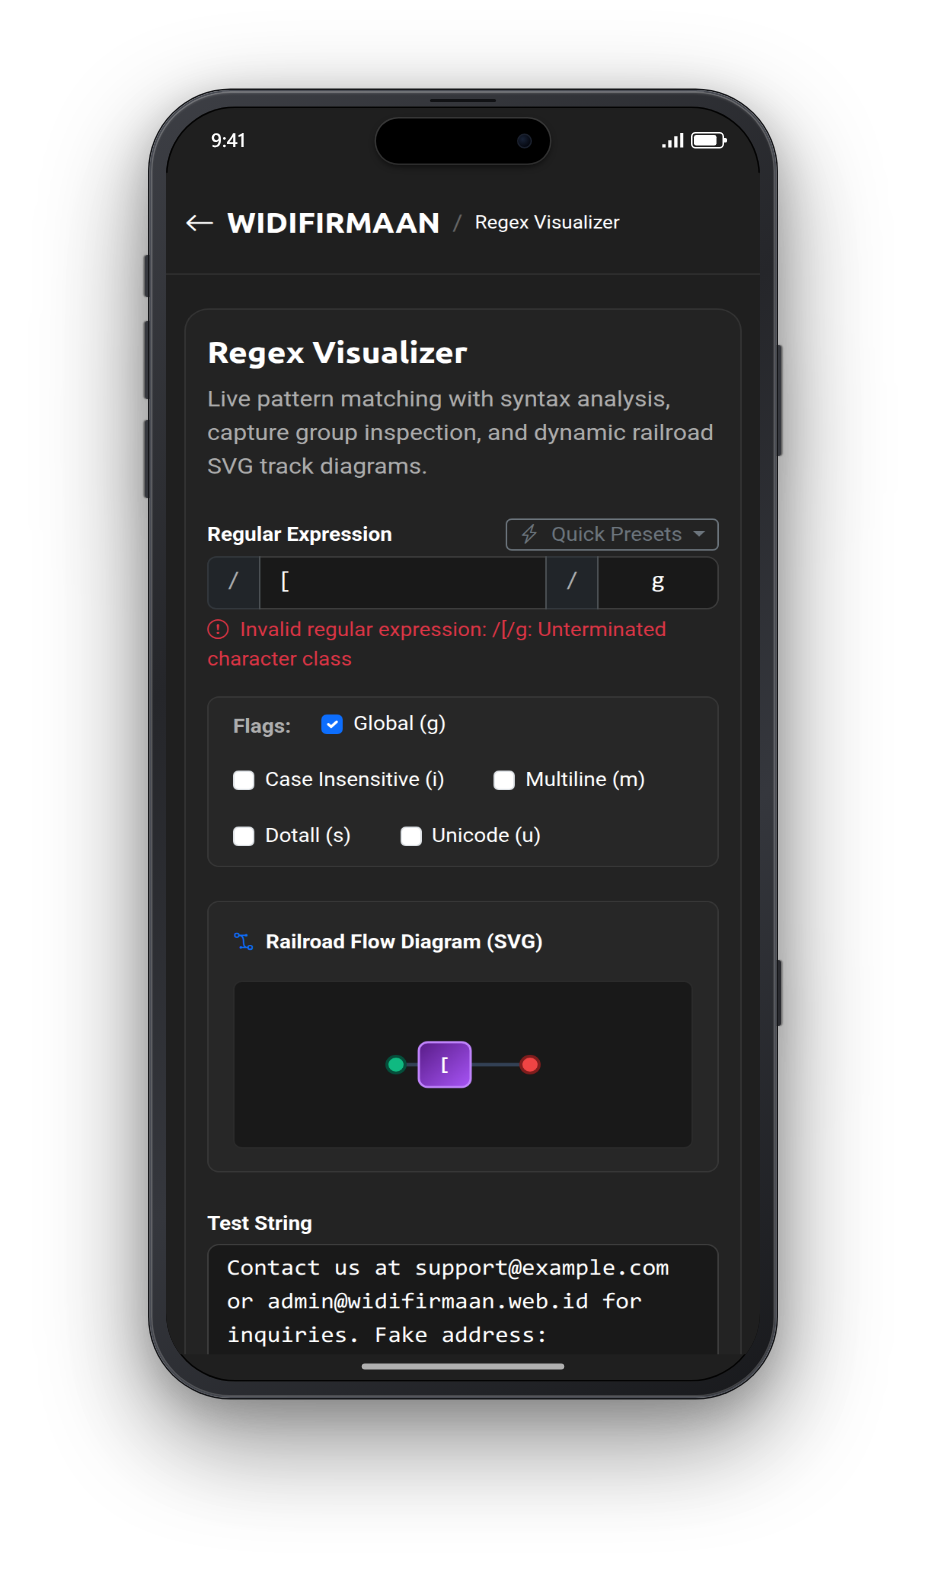 9:41
WIDIFIRMAAN / Regex Visualizer
Regex Visualizer
Live pattern matching with syntax analysis,
capture group inspection, and dynamic railroad
SVG track diagrams.
Regular Expression Quick Presets
/ [ / g
Invalid regular expression: /[/g: Unterminated
character class
Flags: Global (g)
Case Insensitive (i) Multiline (m)
Dotall (s) Unicode (u)
Railroad Flow Diagram (SVG)
[
Test String
Contact us at support@example.com
or admin@widifirmaan.web.id for
inquiries. Fake address: